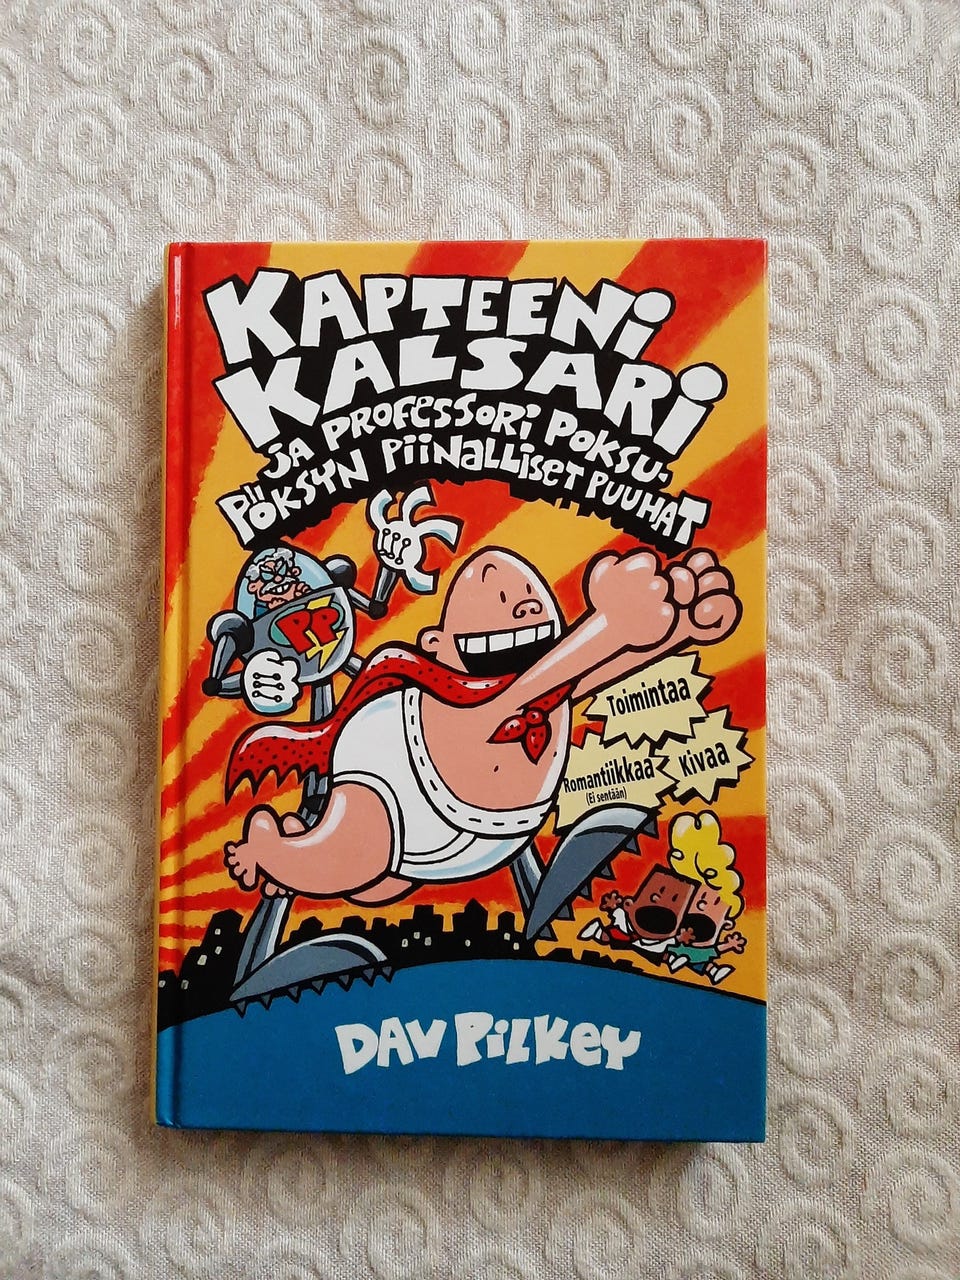 KAPTEENi
KALSARi
jA PROFESSORi POKSU-
PÖKSYN PiiNALLiSET PUUHAT
PP
Toimintaa
Romantiikkaa
(Ei sentään)
Kivaa
DAV PiLKEY